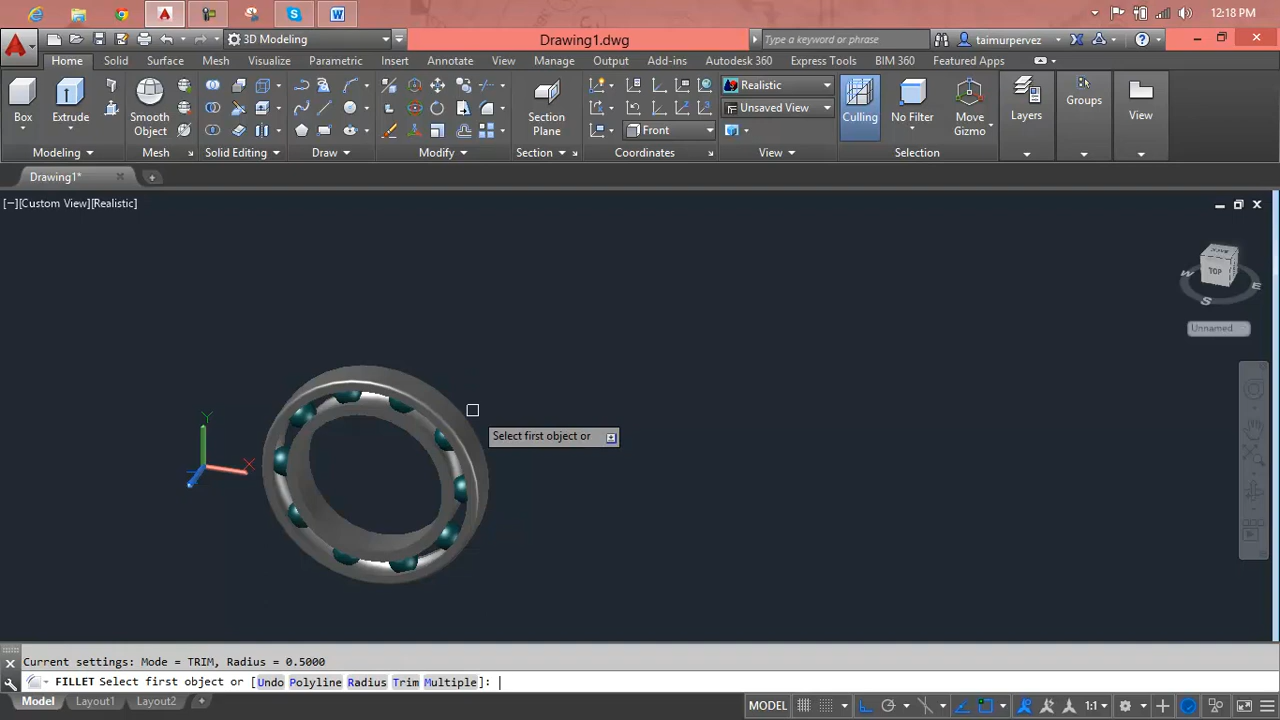 12:18 PM
3D Modeling
Drawing1.dwg
Type a keyword or phrase
taimurpervez
Home Solid Surface Mesh Visualize Parametric Insert Annotate View Manage Output Add-ins Autodesk 360 Express Tools BIM 360 Featured Apps
Realistic
Unsaved View
Front
Box
Extrude
Smooth
Object
Section
Plane
Culling
No Filter
Move
Gizmo
Layers
Groups
View
Modeling
Mesh
Solid Editing
Draw
Modify
Section
Coordinates
View
Selection
Drawing1*
[−][Custom View][Realistic]
TOP
W
E
S
Unnamed
Y
X
Select first object or
Current settings: Mode = TRIM, Radius = 0.5000
FILLET Select first object or [Undo Polyline Radius Trim Multiple]:
Model Layout1 Layout2
MODEL
1:1